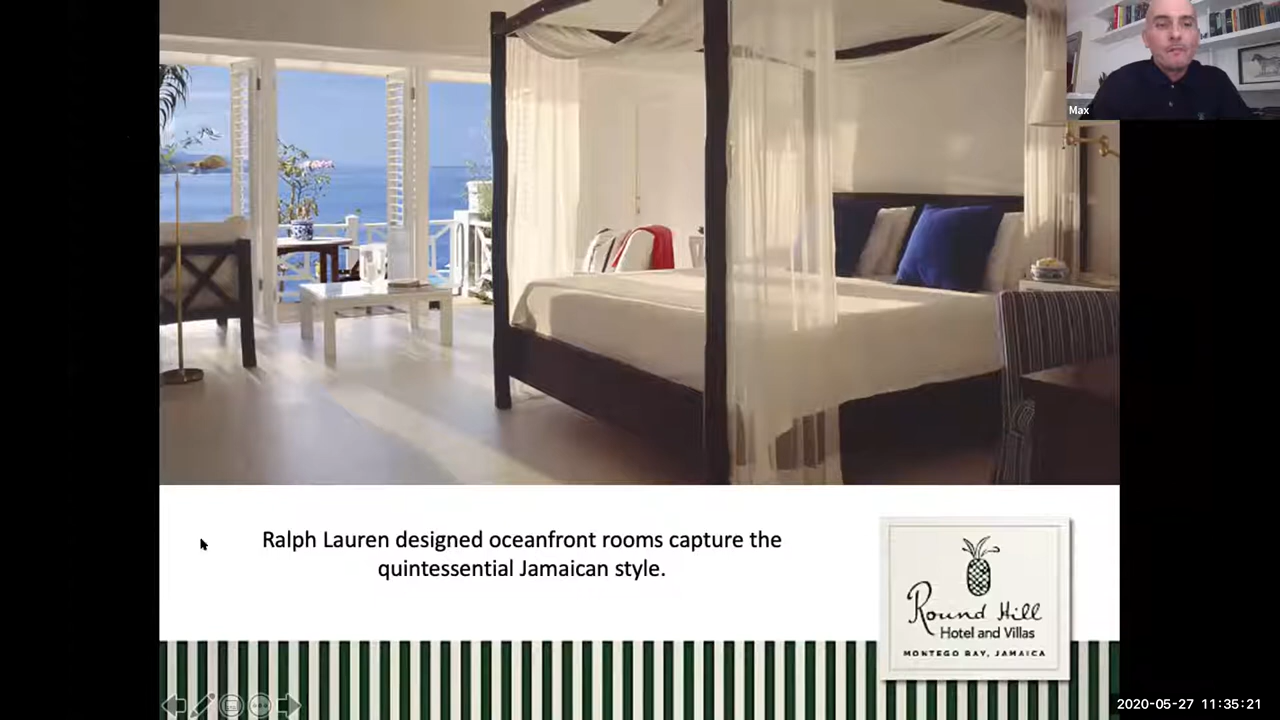 Max
Ralph Lauren designed oceanfront rooms capture the
quintessential Jamaican style.
Round Hill
Hotel and Villas
MONTEGO BAY, JAMAICA
2020-05-27 11:35:21